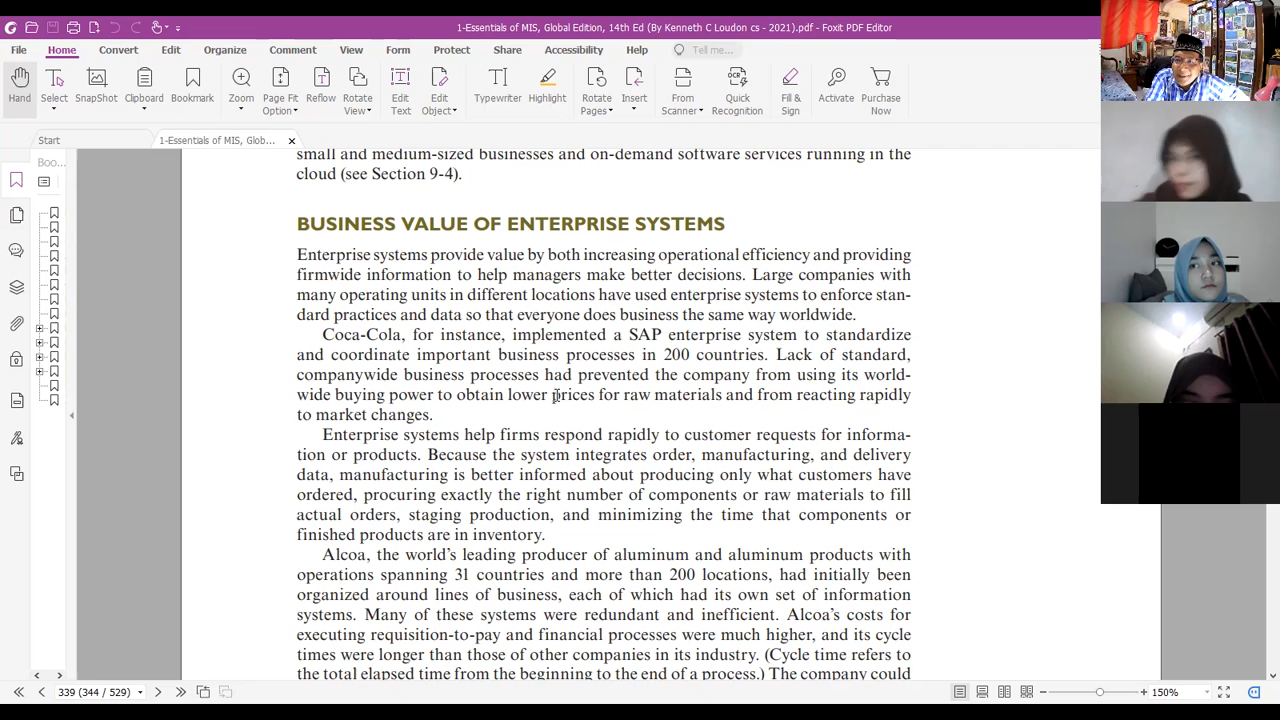 1-Essentials of MIS, Global Edition, 14th Ed (By Kenneth C Loudon cs - 2021).pdf - Foxit PDF Editor
File Home Convert Edit Organize Comment View Form Protect Share Accessibility Help Tell me...
Hand Select SnapShot Clipboard Bookmark Zoom Page Fit Option Reflow Rotate View Edit Text Edit Object Typewriter Highlight Rotate Pages Insert From Scanner OCR Quick Recognition Fill & Sign Activate Purchase Now
Start 1-Essentials of MIS, Glob...
Boo...
small and medium-sized businesses and on-demand software services running in the
cloud (see Section 9-4).
BUSINESS VALUE OF ENTERPRISE SYSTEMS
Enterprise systems provide value by both increasing operational efficiency and providing
firmwide information to help managers make better decisions. Large companies with
many operating units in different locations have used enterprise systems to enforce stan-
dard practices and data so that everyone does business the same way worldwide.
Coca-Cola, for instance, implemented a SAP enterprise system to standardize
and coordinate important business processes in 200 countries. Lack of standard,
companywide business processes had prevented the company from using its world-
wide buying power to obtain lower prices for raw materials and from reacting rapidly
to market changes.
Enterprise systems help firms respond rapidly to customer requests for informa-
tion or products. Because the system integrates order, manufacturing, and delivery
data, manufacturing is better informed about producing only what customers have
ordered, procuring exactly the right number of components or raw materials to fill
actual orders, staging production, and minimizing the time that components or
finished products are in inventory.
Alcoa, the world's leading producer of aluminum and aluminum products with
operations spanning 31 countries and more than 200 locations, had initially been
organized around lines of business, each of which had its own set of information
systems. Many of these systems were redundant and inefficient. Alcoa's costs for
executing requisition-to-pay and financial processes were much higher, and its cycle
times were longer than those of other companies in its industry. (Cycle time refers to
the total elapsed time from the beginning to the end of a process.) The company could
339 (344 / 529)
150%